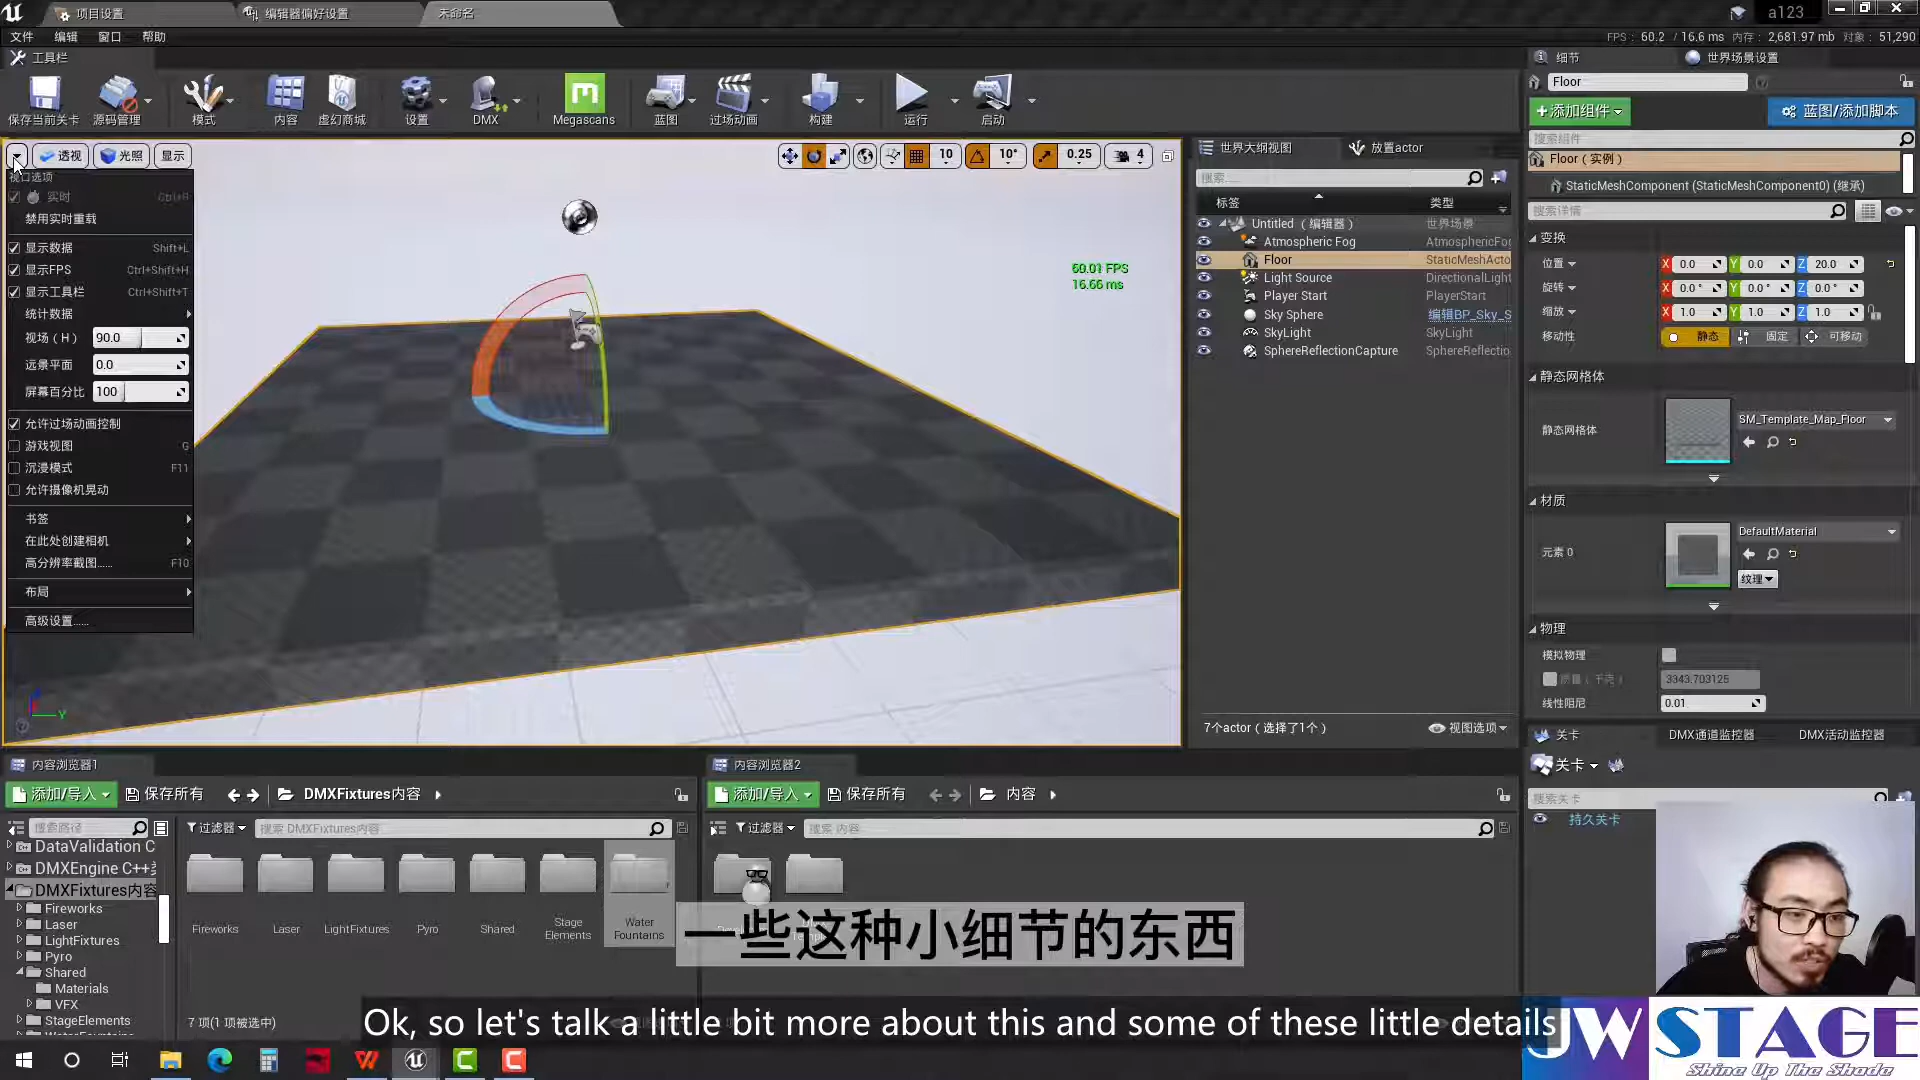 项目设置
编辑器偏好设置
未命名
a123
文件 编辑 窗口 帮助
FPS： 60.2 / 16.6 ms 内存： 2,681.97 mb 对象： 51,290
工具栏
保存当前关卡
源码管理
模式
内容
虚幻商城
设置
DMX
Megascans
蓝图
过场动画
构建
运行
启动
透视
光照
显示
10
10°
0.25
4
视口选项
实时 Ctrl+R
禁用实时重载
显示数据 Shift+L
显示FPS Ctrl+Shift+H
显示工具栏 Ctrl+Shift+T
统计数据
视场（H） 90.0
远景平面 0.0
屏幕百分比 100
允许过场动画控制
游戏视图 G
沉浸模式 F11
允许摄像机晃动
书签
在此处创建相机
高分辨率截图...... F10
布局
高级设置......
60.01 FPS
16.66 ms
Y
世界大纲视图
放置actor
搜索......
标签 类型
Untitled （编辑器） 世界场景
Atmospheric Fog AtmosphericFog
Floor StaticMeshActo
Light Source DirectionalLight
Player Start PlayerStart
Sky Sphere 编辑BP_Sky_S
SkyLight SkyLight
SphereReflectionCapture SphereReflectio
7个actor（选择了1个）
视图选项
细节
世界场景设置
Floor
+添加组件
蓝图/添加脚本
搜索组件
Floor（实例）
StaticMeshComponent (StaticMeshComponent0) (继承)
搜索详情
变换
位置 X 0.0 Y 0.0 Z 20.0
旋转 X 0.0 ° Y 0.0 ° Z 0.0 °
缩放 X 1.0 Y 1.0 Z 1.0
移动性 静态 固定 可移动
静态网格体
静态网格体
SM_Template_Map_Floor
材质
元素 0
DefaultMaterial
纹理
物理
模拟物理
质量（千克） 3343.703125
线性阻尼 0.01
关卡
DMX通道监控器
DMX活动监控器
关卡
搜索关卡
持久关卡
内容浏览器1
添加/导入
保存所有
DMXFixtures内容
搜索路径
过滤器
搜索 DMXFixtures内容
DataValidation C
DMXEngine C++类
DMXFixtures内容
Fireworks
Laser
LightFixtures
Pyro
Shared
Materials
VFX
StageElements
WaterFountains
Fireworks
Laser
LightFixtures
Pyro
Shared
Stage Elements
Water Fountains
7 项(1 项被选中)
内容浏览器2
添加/导入
保存所有
内容
过滤器
搜索 内容
一些这种小细节的东西
Ok, so let's talk a little bit more about this and some of these little details
JWSTAGE
Shine Up The Shade